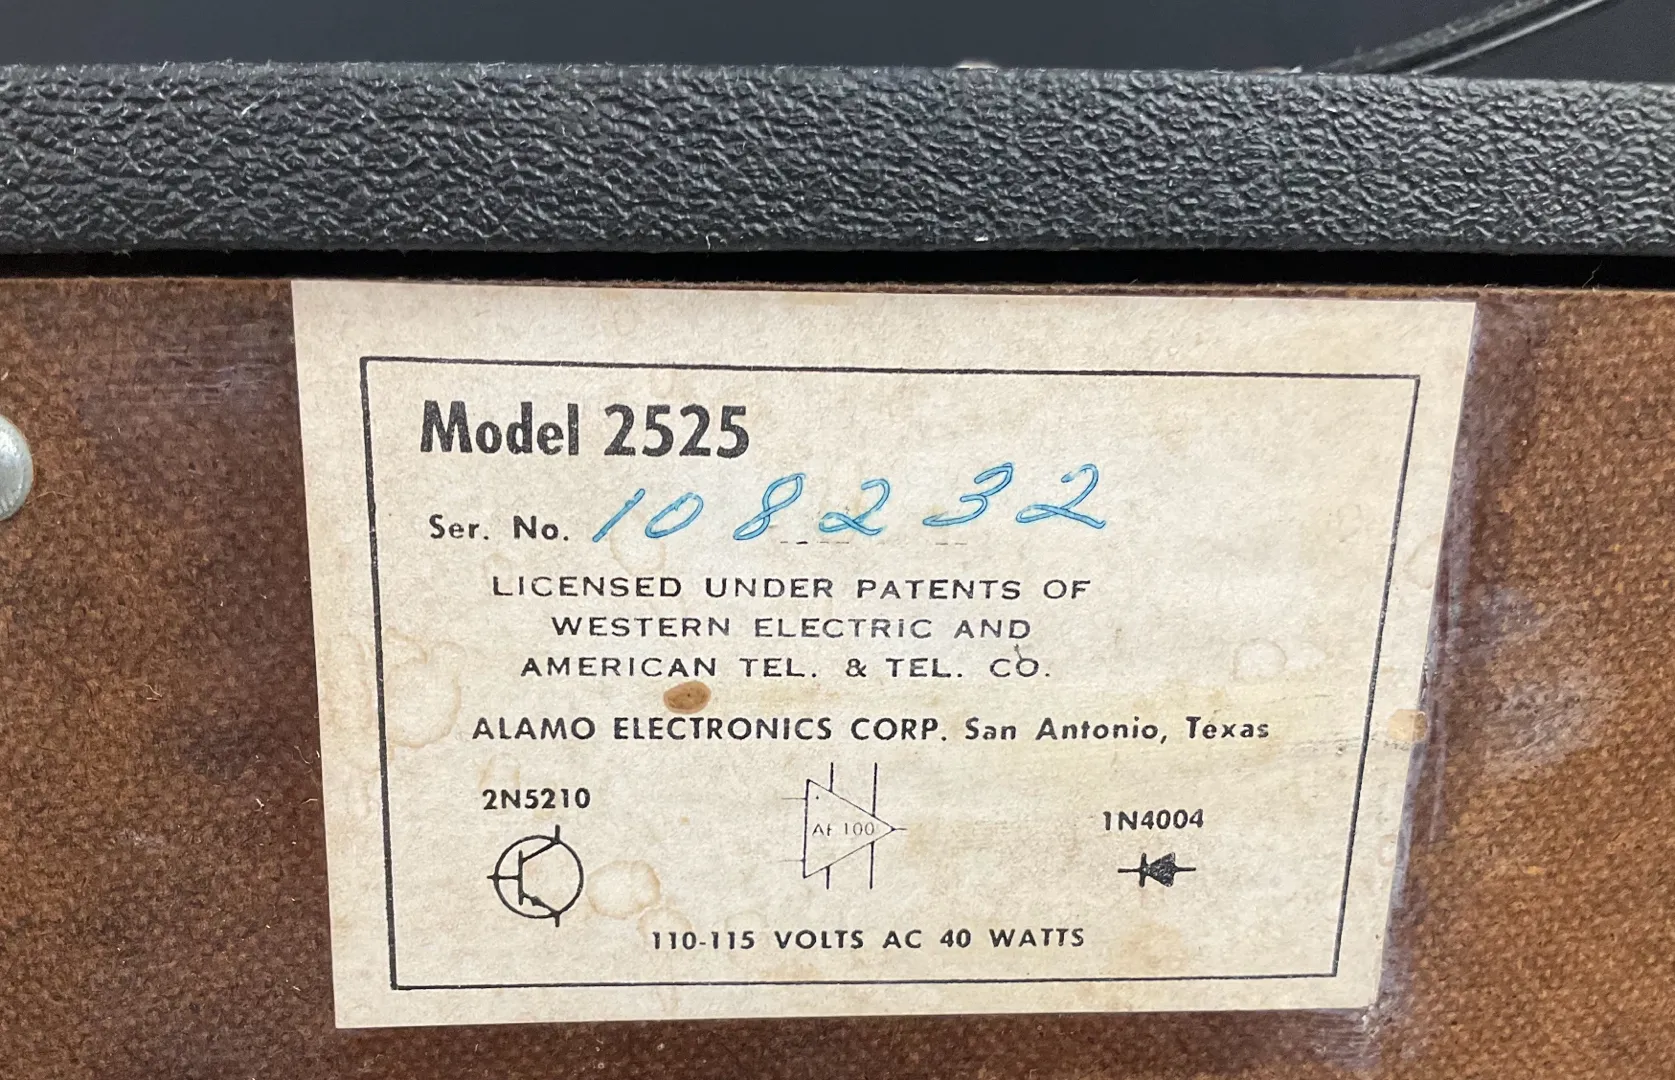 Model 2525
Ser. No. 108232
LICENSED UNDER PATENTS OF
WESTERN ELECTRIC AND
AMERICAN TEL. & TEL. CO.
ALAMO ELECTRONICS CORP. San Antonio, Texas
2N5210
AF 100
1N4004
110-115 VOLTS AC 40 WATTS